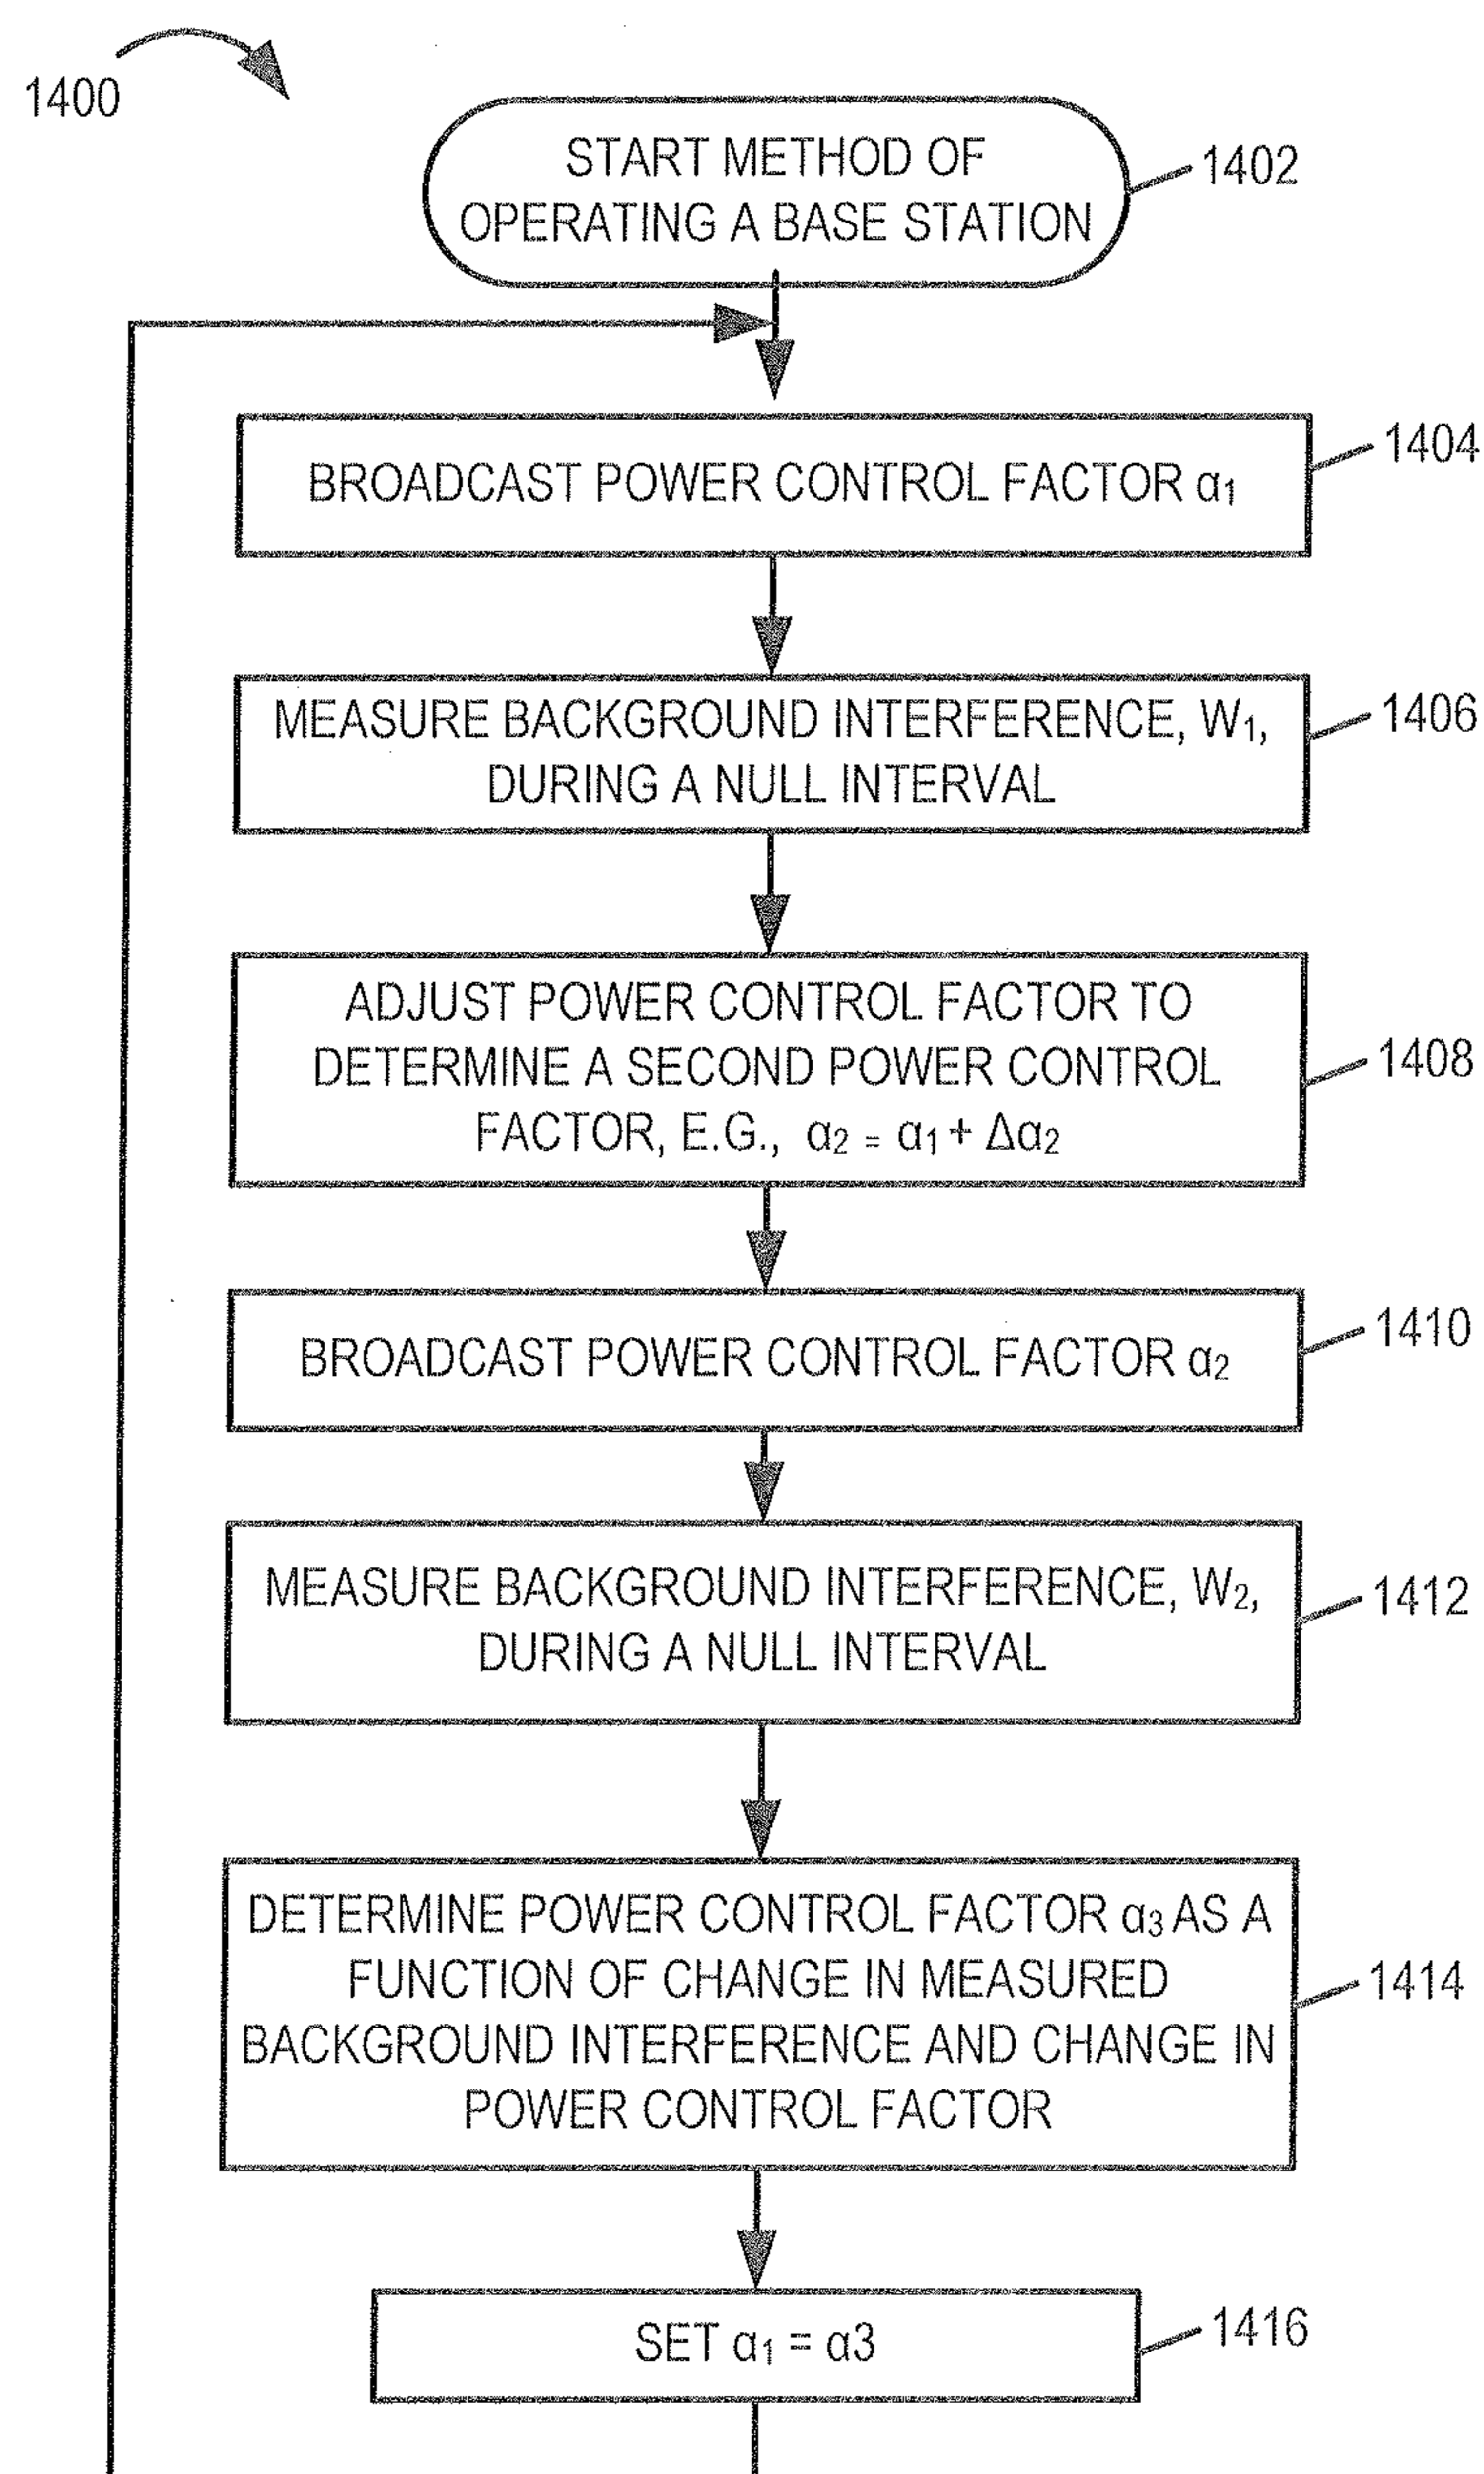 1400
START METHOD OF
OPERATING A BASE STATION
1402
BROADCAST POWER CONTROL FACTOR α₁
1404
MEASURE BACKGROUND INTERFERENCE, W₁,
DURING A NULL INTERVAL
1406
ADJUST POWER CONTROL FACTOR TO
DETERMINE A SECOND POWER CONTROL
FACTOR, E.G., α₂ = α₁ + Δα₂
1408
BROADCAST POWER CONTROL FACTOR α₂
1410
MEASURE BACKGROUND INTERFERENCE, W₂,
DURING A NULL INTERVAL
1412
DETERMINE POWER CONTROL FACTOR α₃ AS A
FUNCTION OF CHANGE IN MEASURED
BACKGROUND INTERFERENCE AND CHANGE IN
POWER CONTROL FACTOR
1414
SET α₁ = α3
1416